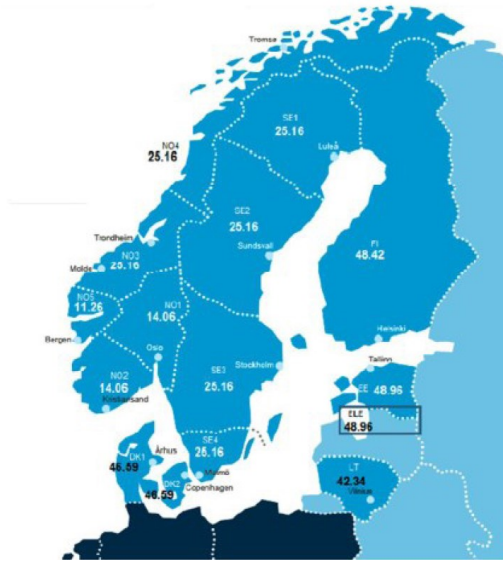 Tromsø
SE1
25.16
NO4
25.16
Luleå
SE2
25.16
Trondheim
Sundsvall
FI
48.42
NO3
25.16
Molde
NO5
11.26
NO1
14.06
Bergen
Oslo
Helsinki
Tallinn
Stockholm
SE3
25.16
NO2
14.06
Kristiansand
EE
48.96
ELE
48.96
SE4
25.16
Århus
DK1
46.59
Malmö
DK2
46.59
Copenhagen
LT
42,34
Vilnius